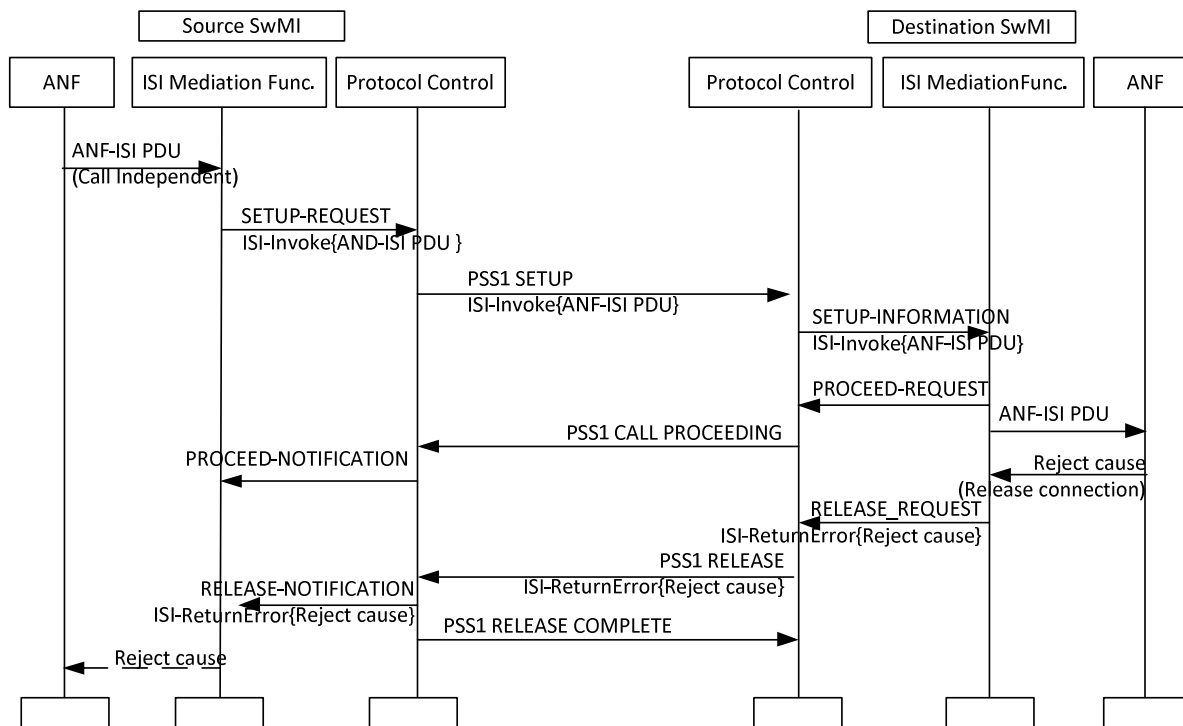 Source SwMI
Destination SwMI
ANF
ISI Mediation Func.
Protocol Control
Protocol Control
ISI MediationFunc.
ANF
ANF-ISI PDU
(Call Independent)
SETUP-REQUEST
ISI-Invoke{AND-ISI PDU }
PSS1 SETUP
ISI-Invoke{ANF-ISI PDU}
SETUP-INFORMATION
ISI-Invoke{ANF-ISI PDU}
PROCEED-REQUEST
ANF-ISI PDU
PSS1 CALL PROCEEDING
PROCEED-NOTIFICATION
Reject cause
(Release connection)
RELEASE_REQUEST
ISI-ReturnError{Reject cause}
PSS1 RELEASE
ISI-ReturnError{Reject cause}
RELEASE-NOTIFICATION
ISI-ReturnError{Reject cause}
PSS1 RELEASE COMPLETE
Reject cause